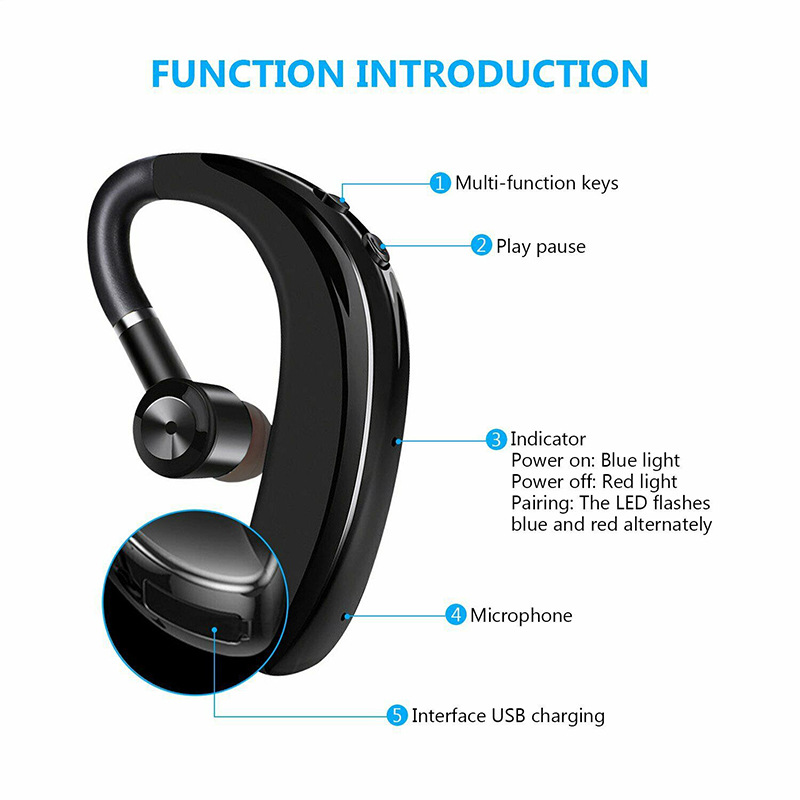 FUNCTION INTRODUCTION
1 Multi-function keys
2 Play pause
3 Indicator
Power on: Blue light
Power off: Red light
Pairing: The LED flashes
blue and red alternately
4 Microphone
5 Interface USB charging